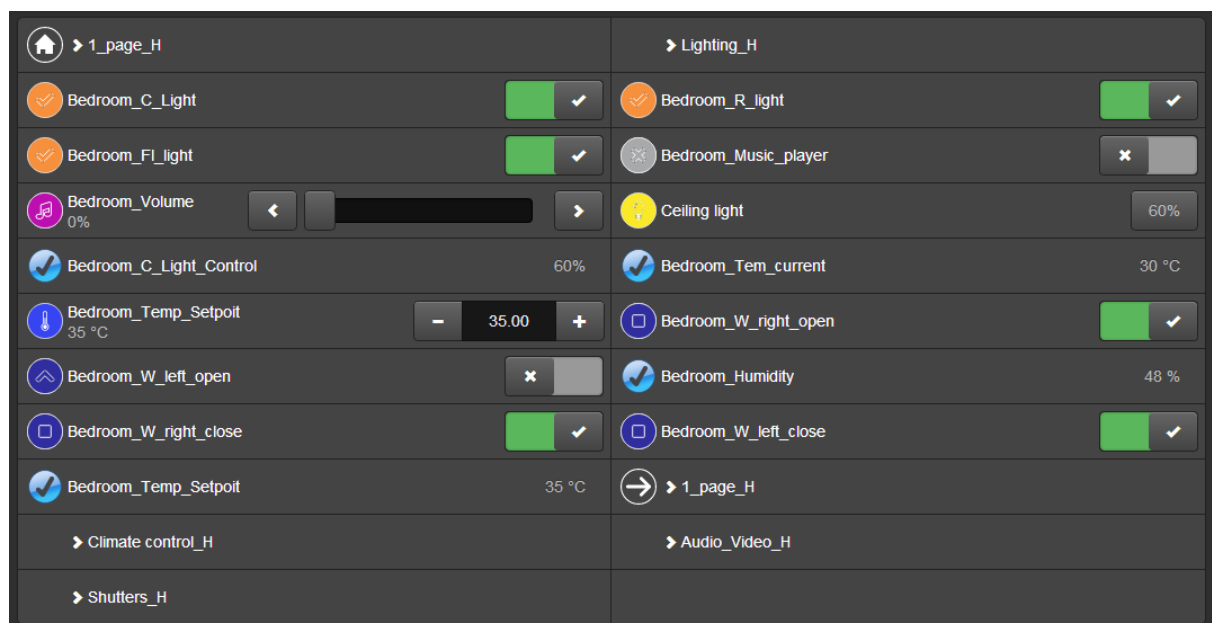 1_page_H
Lighting_H
Bedroom_C_Light
Bedroom_R_light
Bedroom_Fl_light
Bedroom_Music_player
Bedroom_Volume
0%
Ceiling light
60%
Bedroom_C_Light_Control
60%
Bedroom_Tem_current
30 °C
Bedroom_Temp_Setpoit
35 °C
35.00
Bedroom_W_right_open
Bedroom_W_left_open
Bedroom_Humidity
48 %
Bedroom_W_right_close
Bedroom_W_left_close
Bedroom_Temp_Setpoit
35 °C
1_page_H
Climate control_H
Audio_Video_H
Shutters_H